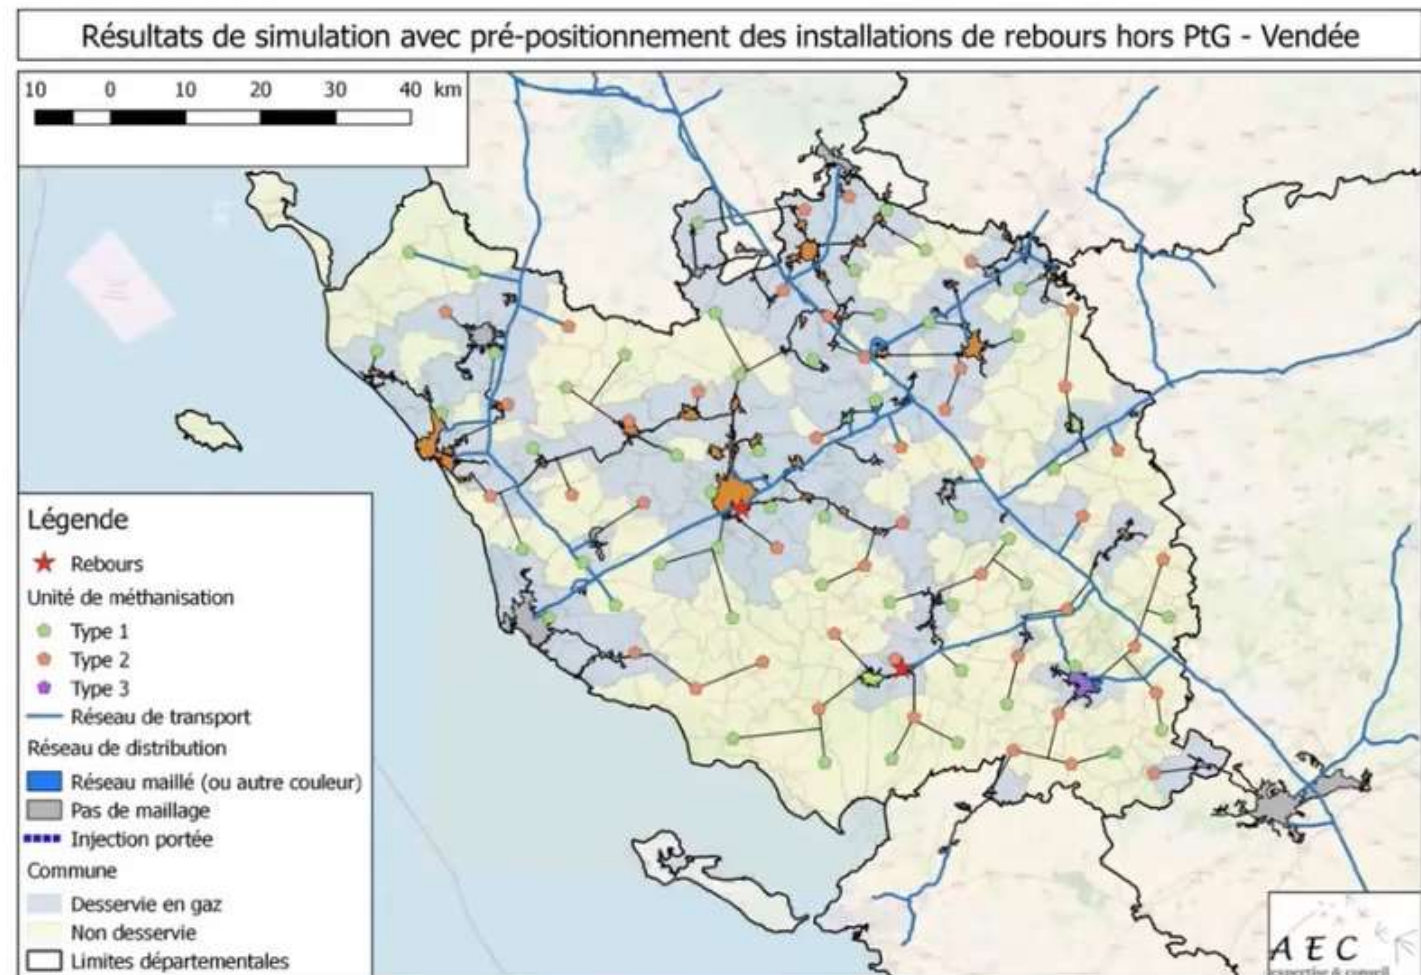 Résultats de simulation avec pré-positionnement des installations de rebours hors PtG - Vendée
10 0 10 20 30 40 km
Légende
Rebours
Unité de méthanisation
Type 1
Type 2
Type 3
Réseau de transport
Réseau de distribution
Réseau maillé (ou autre couleur)
Pas de maillage
Injection portée
Commune
Desservie en gaz
Non desservie
Limites départementales
AEC
expertise & conseil